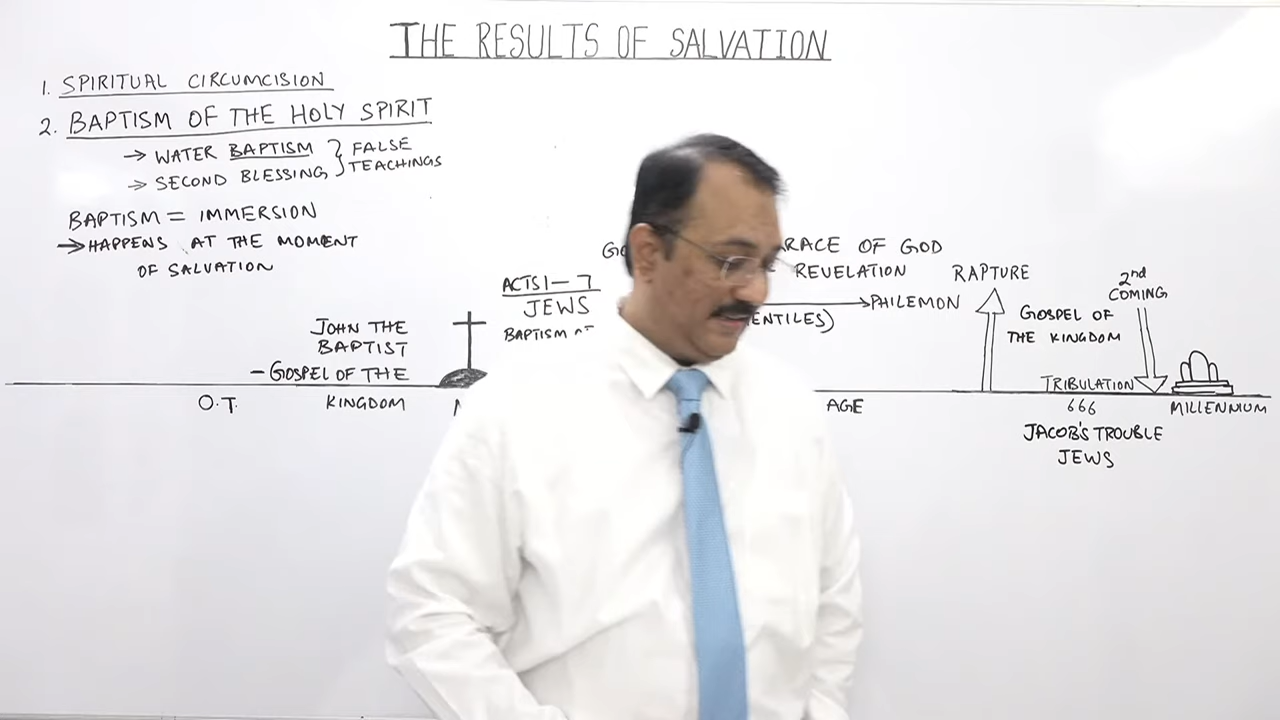 THE RESULTS OF SALVATION
1. SPIRITUAL CIRCUMCISION
2. BAPTISM OF THE HOLY SPIRIT
→ WATER BAPTISM } FALSE
→ SECOND BLESSING } TEACHINGS
BAPTISM = IMMERSION
→ HAPPENS AT THE MOMENT
OF SALVATION
OF GOD
REVELATION
RAPTURE
2nd
COMING
ACTS 1 – 7
JEWS
BAPTISM
→ PHILEMON
GOSPEL OF
THE KINGDOM
JOHN THE
BAPTIST
- GOSPEL OF THE
KINGDOM
O.T.
AGE
TRIBULATION
666
JACOB'S TROUBLE
JEWS
MILLENNIUM